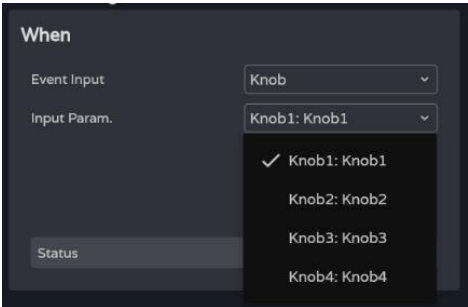 When
Event Input Knob
Input Param. Knob1: Knob1
Knob1: Knob1
Knob2: Knob2
Knob3: Knob3
Status
Knob4: Knob4